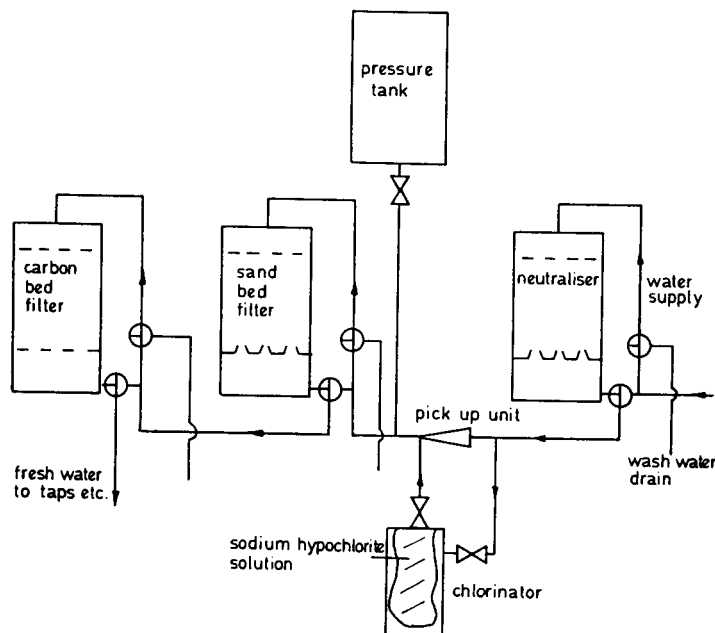 pressure
tank
carbon
bed
filter
sand
bed
filter
neutraliser
water
supply
pick up unit
wash water
drain
fresh water
to taps etc.
sodium hypochlorite
solution
chlorinator